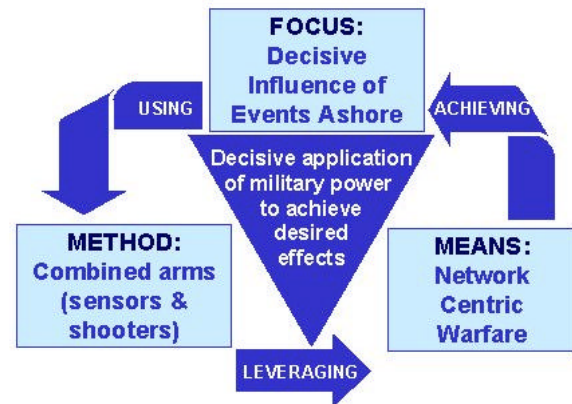 FOCUS:
Decisive
Influence of
Events Ashore
USING
ACHIEVING
Decisive application
of military power
to achieve
desired
effects
METHOD:
Combined arms
(sensors &
shooters)
MEANS:
Network
Centric
Warfare
LEVERAGING